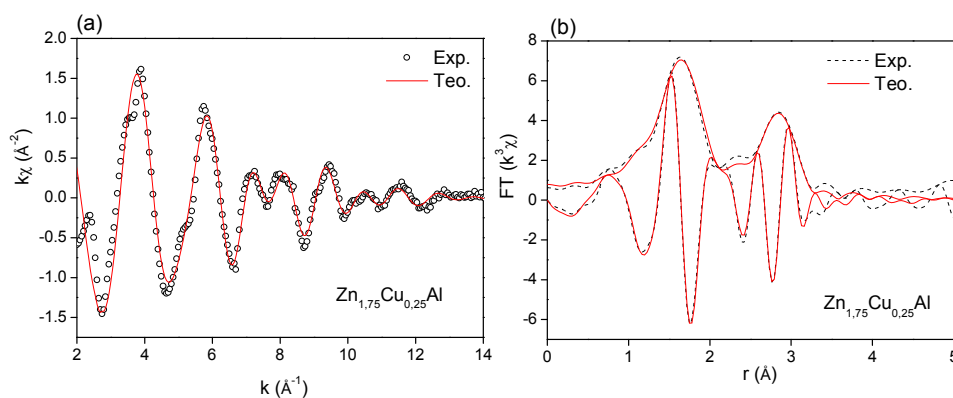 (a)
2.0
1.5
1.0
0.5
0.0
-0.5
-1.0
-1.5
kχ (Å⁻²)
Exp.
Teo.
Zn₁,₇₅Cu₀,₂₅Al
2 4 6 8 10 12 14
k (Å⁻¹)
(b)
8
6
4
2
0
-2
-4
-6
FT (k³χ)
Exp.
Teo.
Zn₁,₇₅Cu₀,₂₅Al
0 1 2 3 4 5
r (Å)